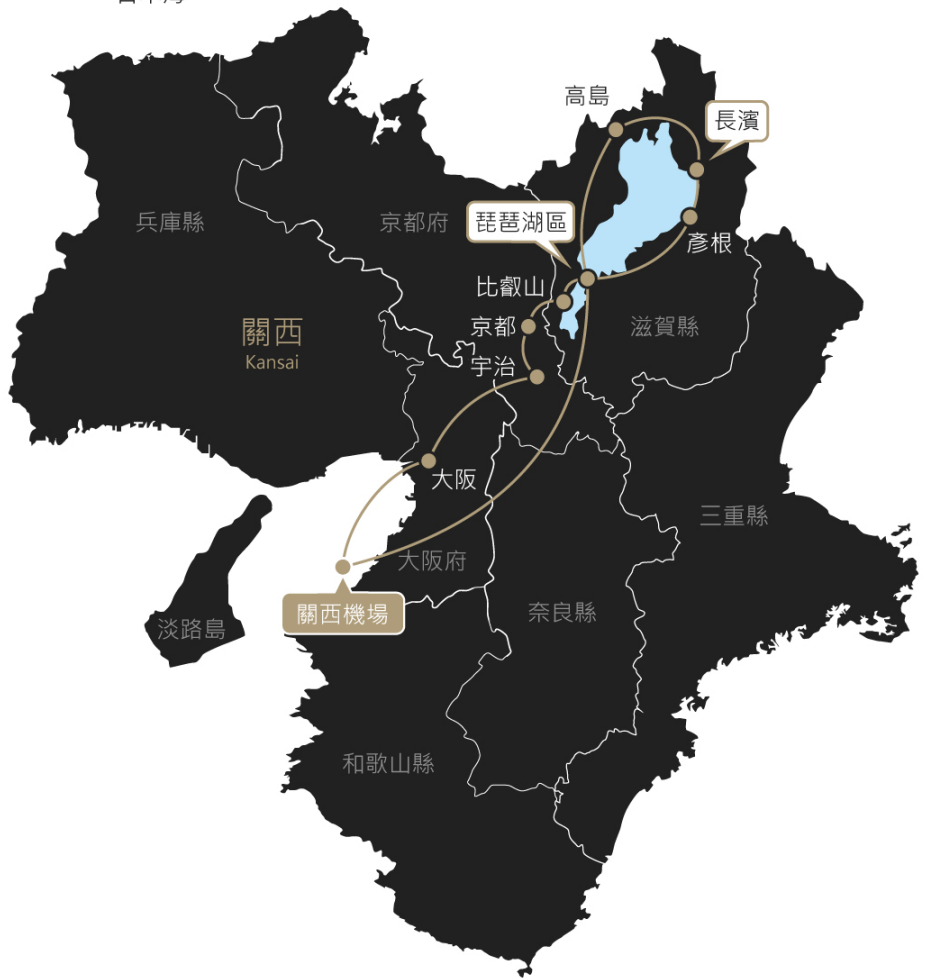 高島
長濱
兵庫縣
京都府
琵琶湖區
彥根
比叡山
京都
滋賀縣
關西
Kansai
宇治
大阪
三重縣
大阪府
關西機場
奈良縣
淡路島
和歌山縣